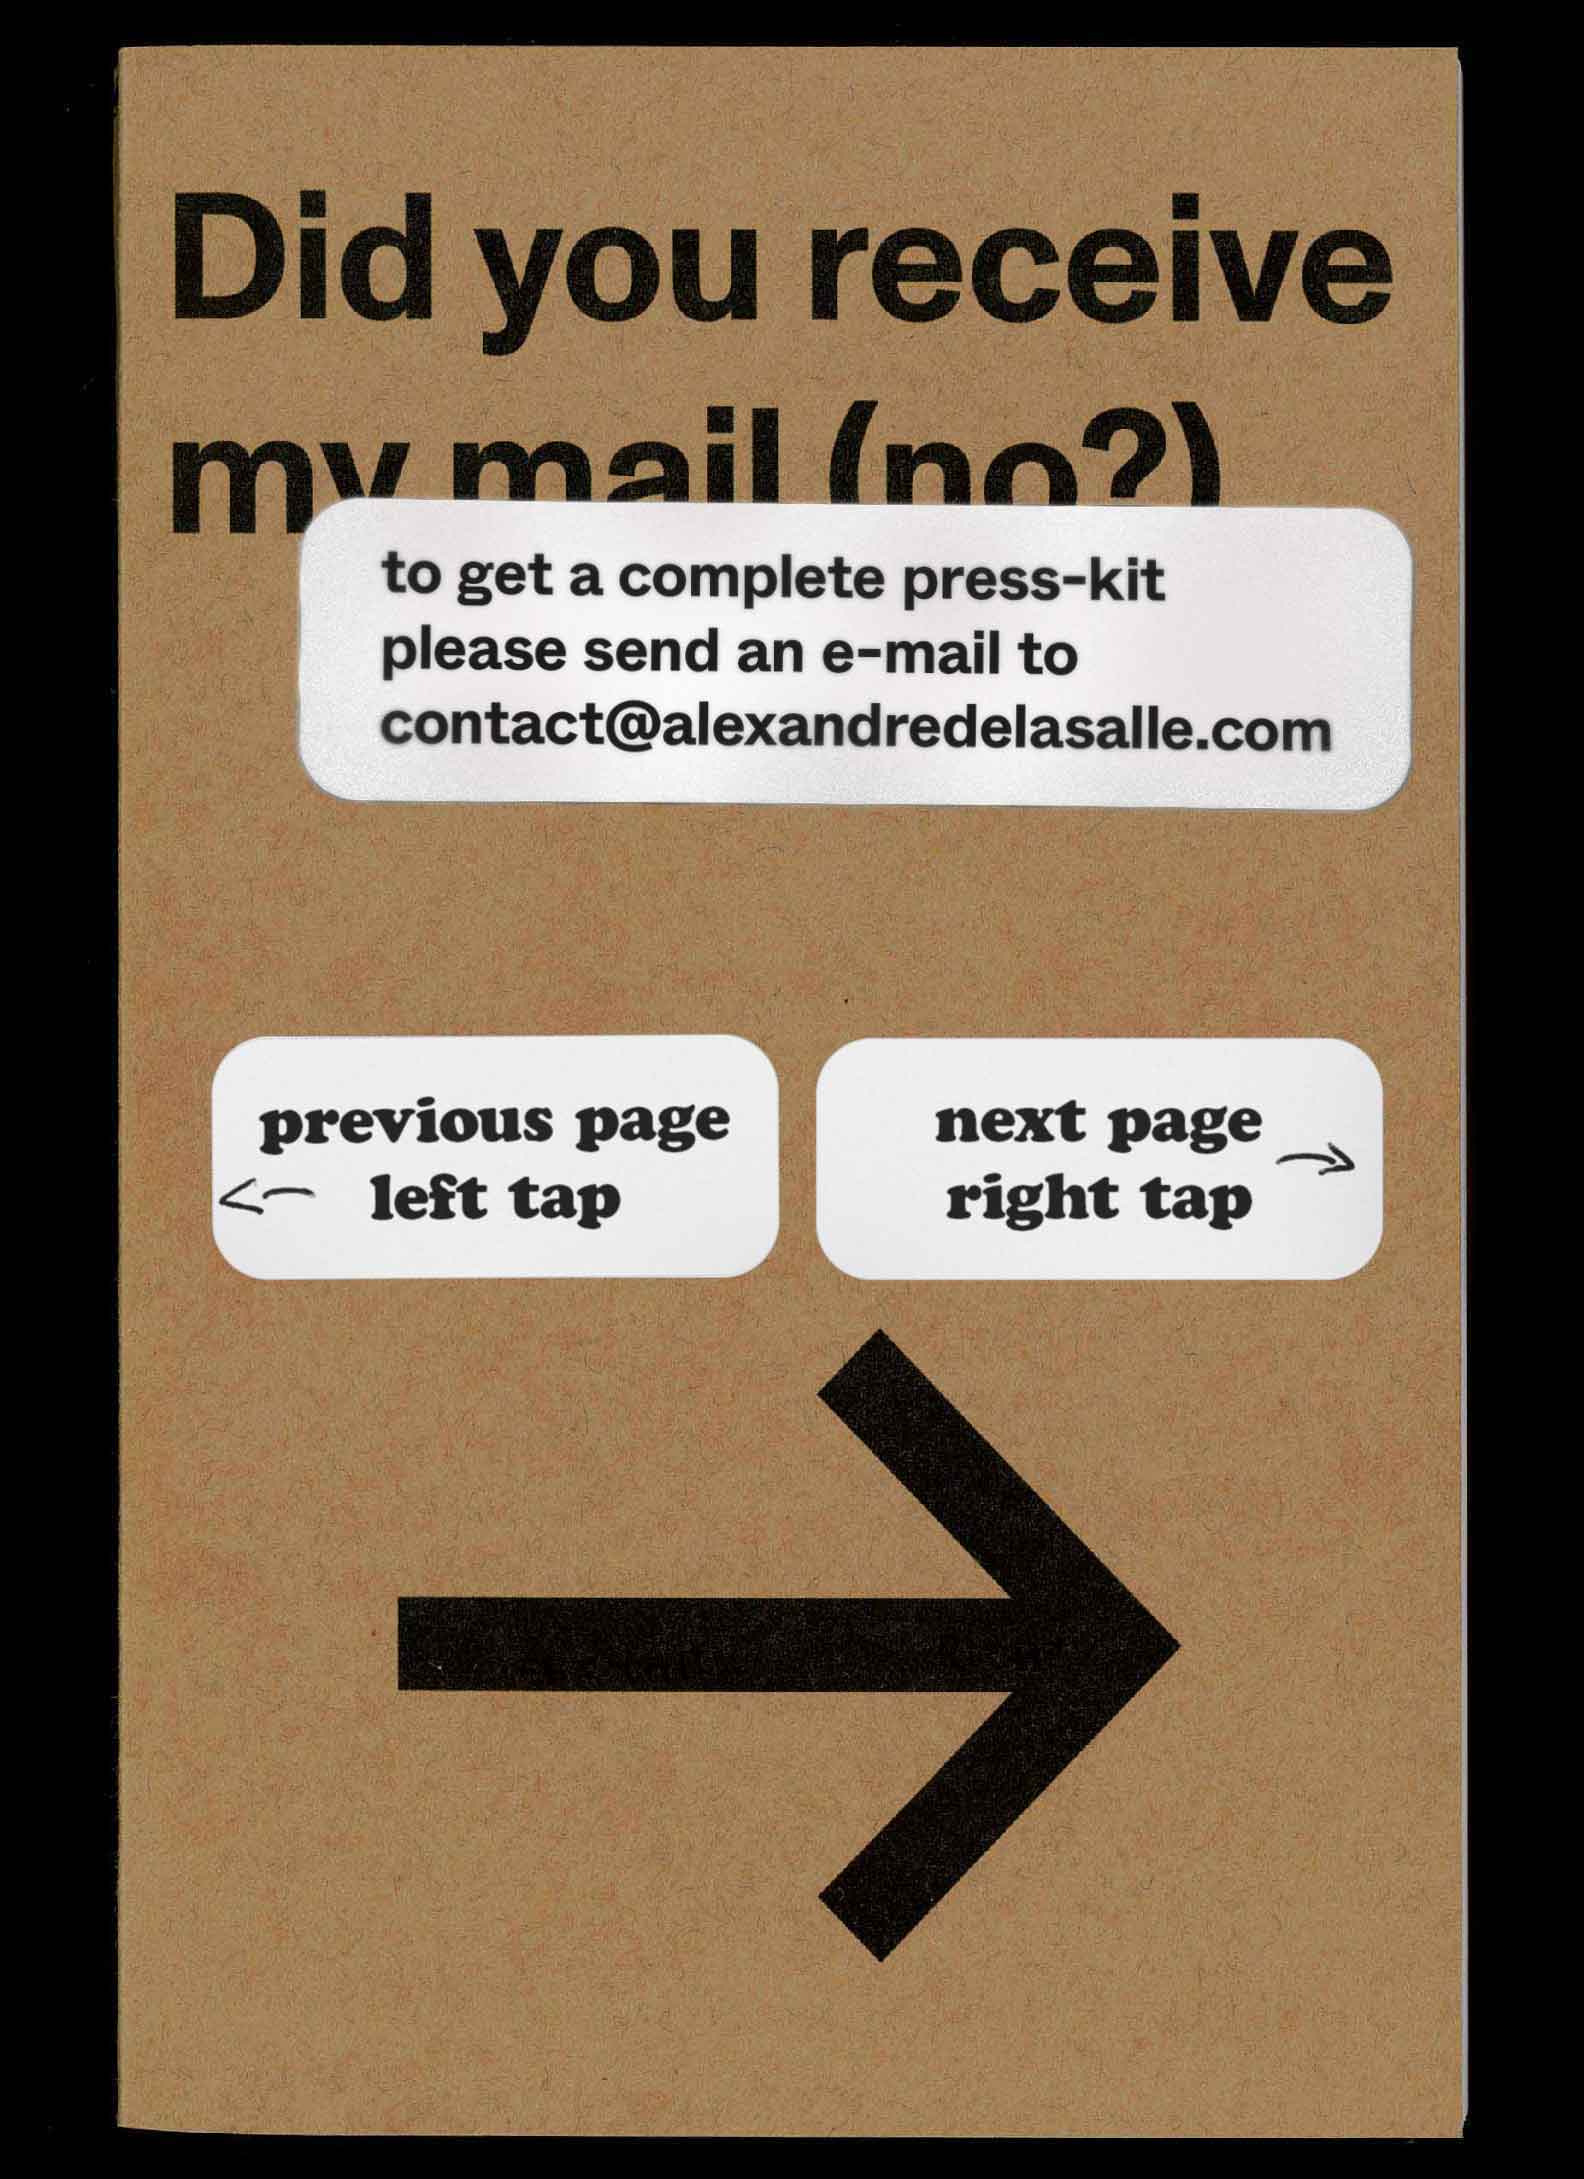 Did you receive
my mail (no?)
to get a complete press-kit
please send an e-mail to
contact@alexandredelasalle.com
previous page
left tap
next page
right tap